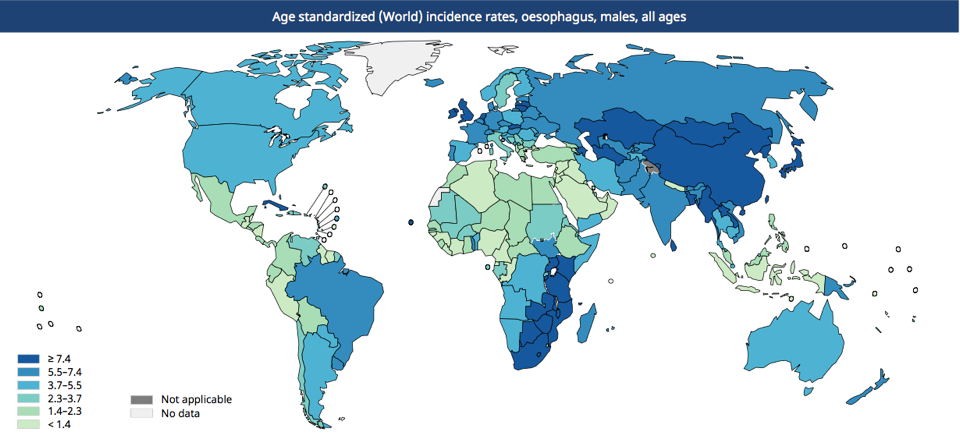 Age standardized (World) incidence rates, oesophagus, males, all ages
≥ 7.4
5.5–7.4
3.7–5.5
2.3–3.7
1.4–2.3
< 1.4
Not applicable
No data